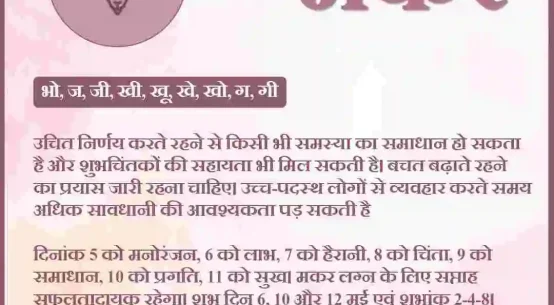 मकर
भो, ज, जी, खी, खू, खे, खो, ग, गी
उचित निर्णय करते रहने से किसी भी समस्या का समाधान हो सकता
है और शुभचिंतकों की सहायता भी मिल सकती है। बचत बढ़ाते रहने
का प्रयास जारी रहना चाहिए। उच्च-पदस्थ लोगों से व्यवहार करते समय
अधिक सावधानी की आवश्यकता पड़ सकती है
दिनांक 5 को मनोरंजन, 6 को लाभ, 7 को हैरानी, 8 को चिंता, 9 को
समाधान, 10 को प्रगति, 11 को सुख। मकर लग्न के लिए सप्ताह
सफलतादायक रहेगा। शुभ दिन 6, 10 और 12 मई एवं शुभांक 2-4-8।